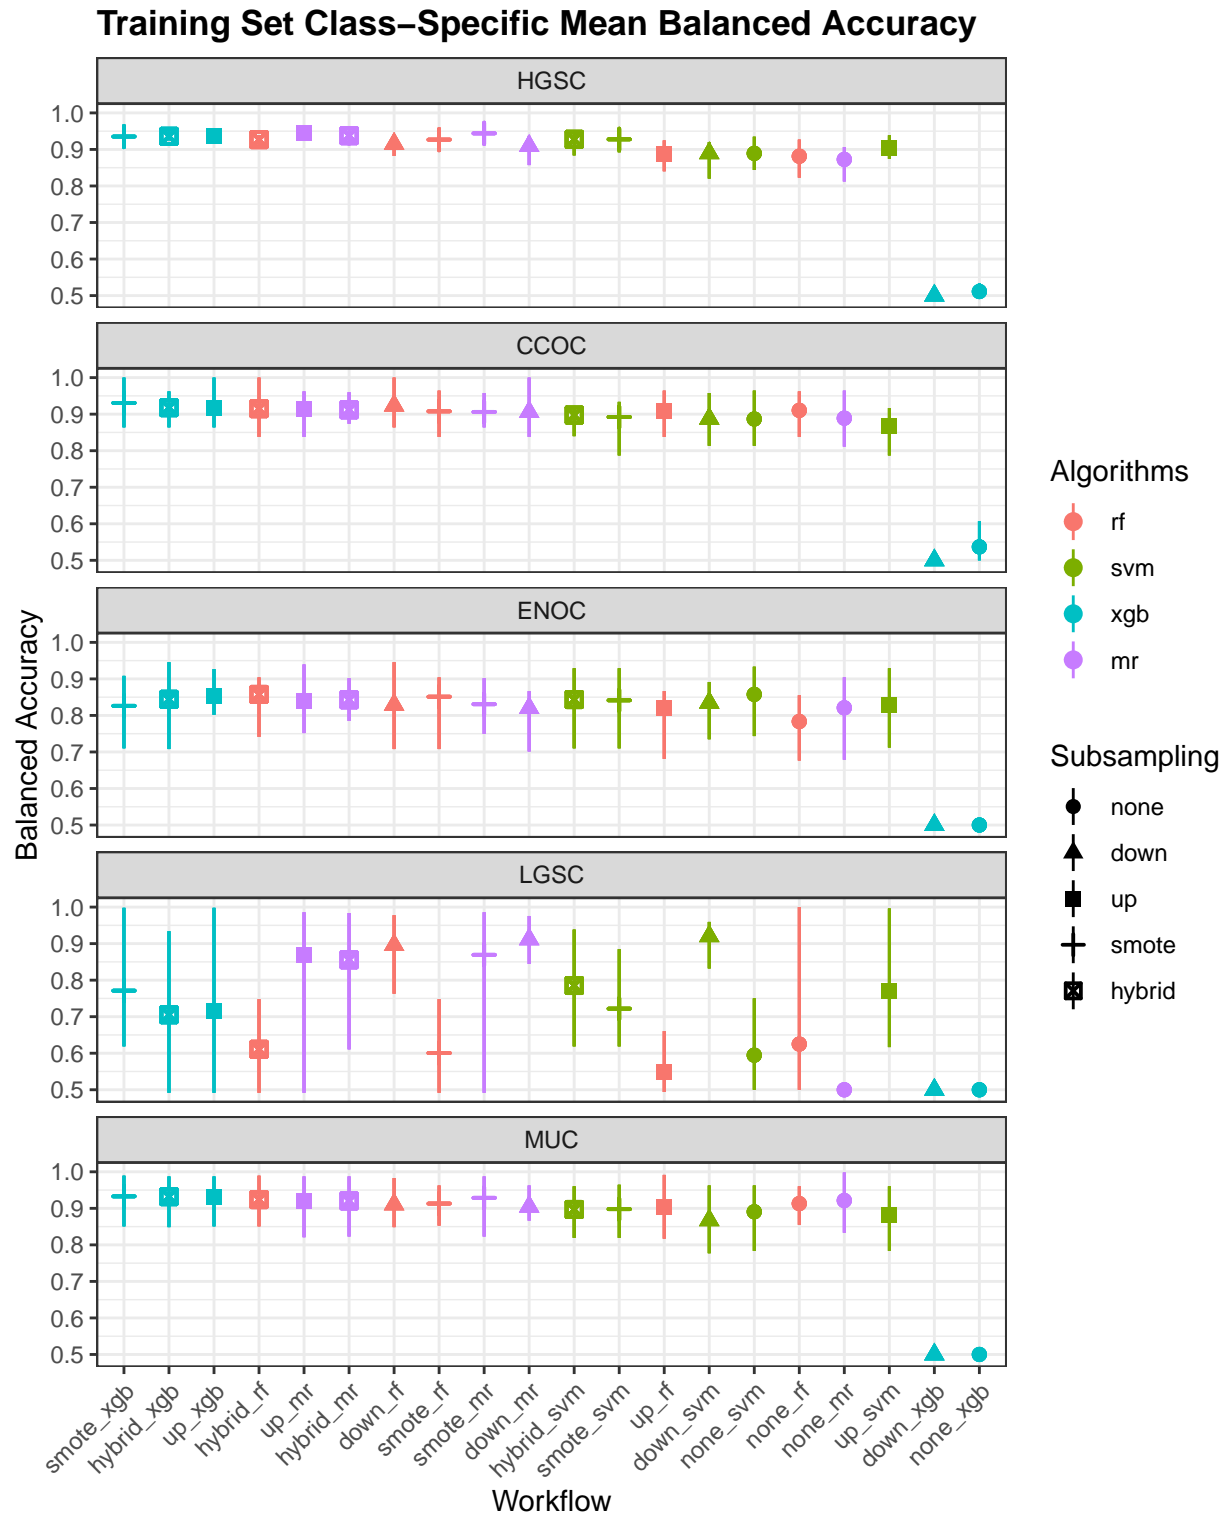 Training Set Class−Specific Mean Balanced Accuracy
HGSC
1.0
0.9
0.8
0.7
0.6
0.5
CCOC
1.0
0.9
0.8
0.7
0.6
0.5
ENOC
1.0
0.9
0.8
0.7
0.6
0.5
LGSC
1.0
0.9
0.8
0.7
0.6
0.5
MUC
1.0
0.9
0.8
0.7
0.6
0.5
Balanced Accuracy
smote_xgb
hybrid_xgb
up_xgb
hybrid_rf
up_mr
hybrid_mr
down_rf
smote_rf
smote_mr
down_mr
hybrid_svm
smote_svm
up_rf
down_svm
none_svm
none_rf
none_mr
up_svm
down_xgb
none_xgb
Workflow
Algorithms
rf
svm
xgb
mr
Subsampling
none
down
up
smote
hybrid